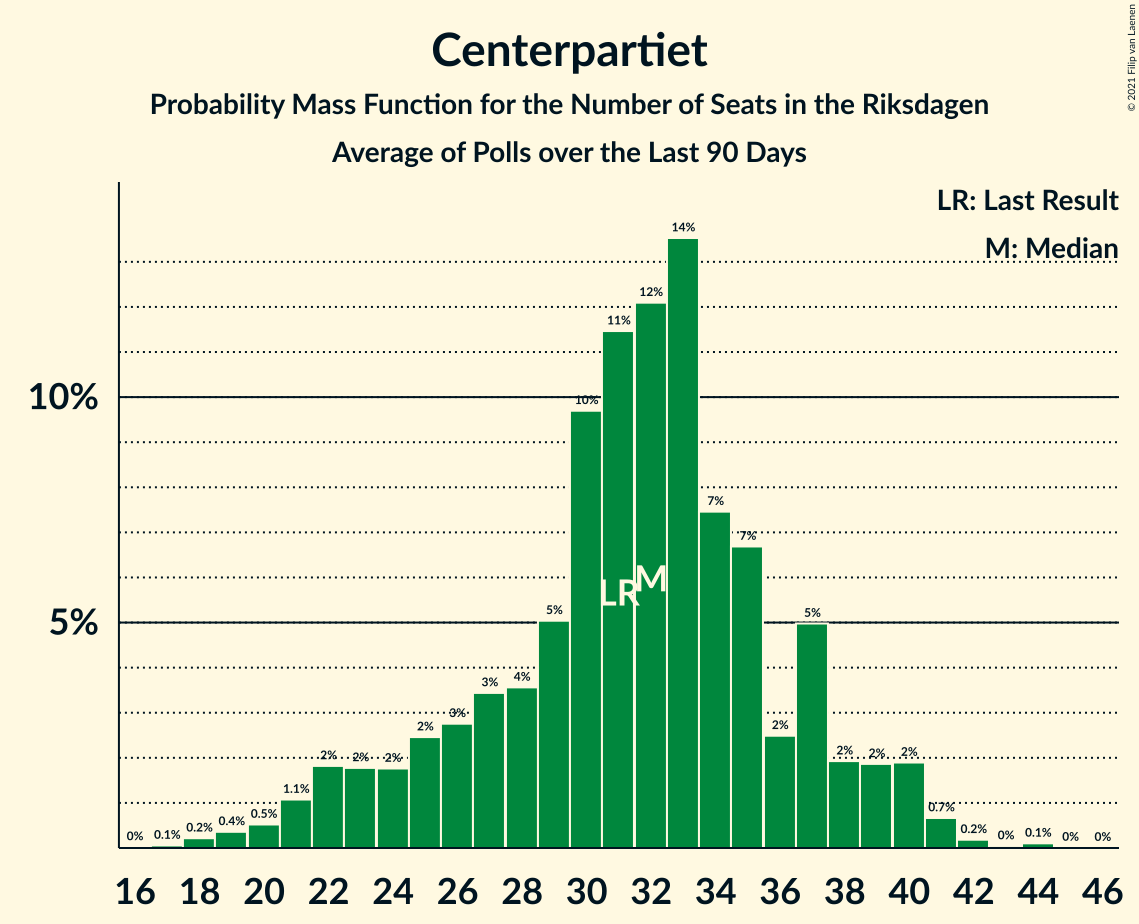 Centerpartiet
Probability Mass Function for the Number of Seats in the Riksdagen
Average of Polls over the Last 90 Days
© 2021 Filip van Laenen
LR: Last Result
M: Median
10%
5%
0% 0.1% 0.2% 0.4% 0.5% 1.1% 2% 2% 2% 2% 3% 3% 4% 5% 10% 11% 12% 14% 7% 7% 2% 5% 2% 2% 2% 0.7% 0.2% 0% 0.1% 0% 0%
LR M
16 18 20 22 24 26 28 30 32 34 36 38 40 42 44 46